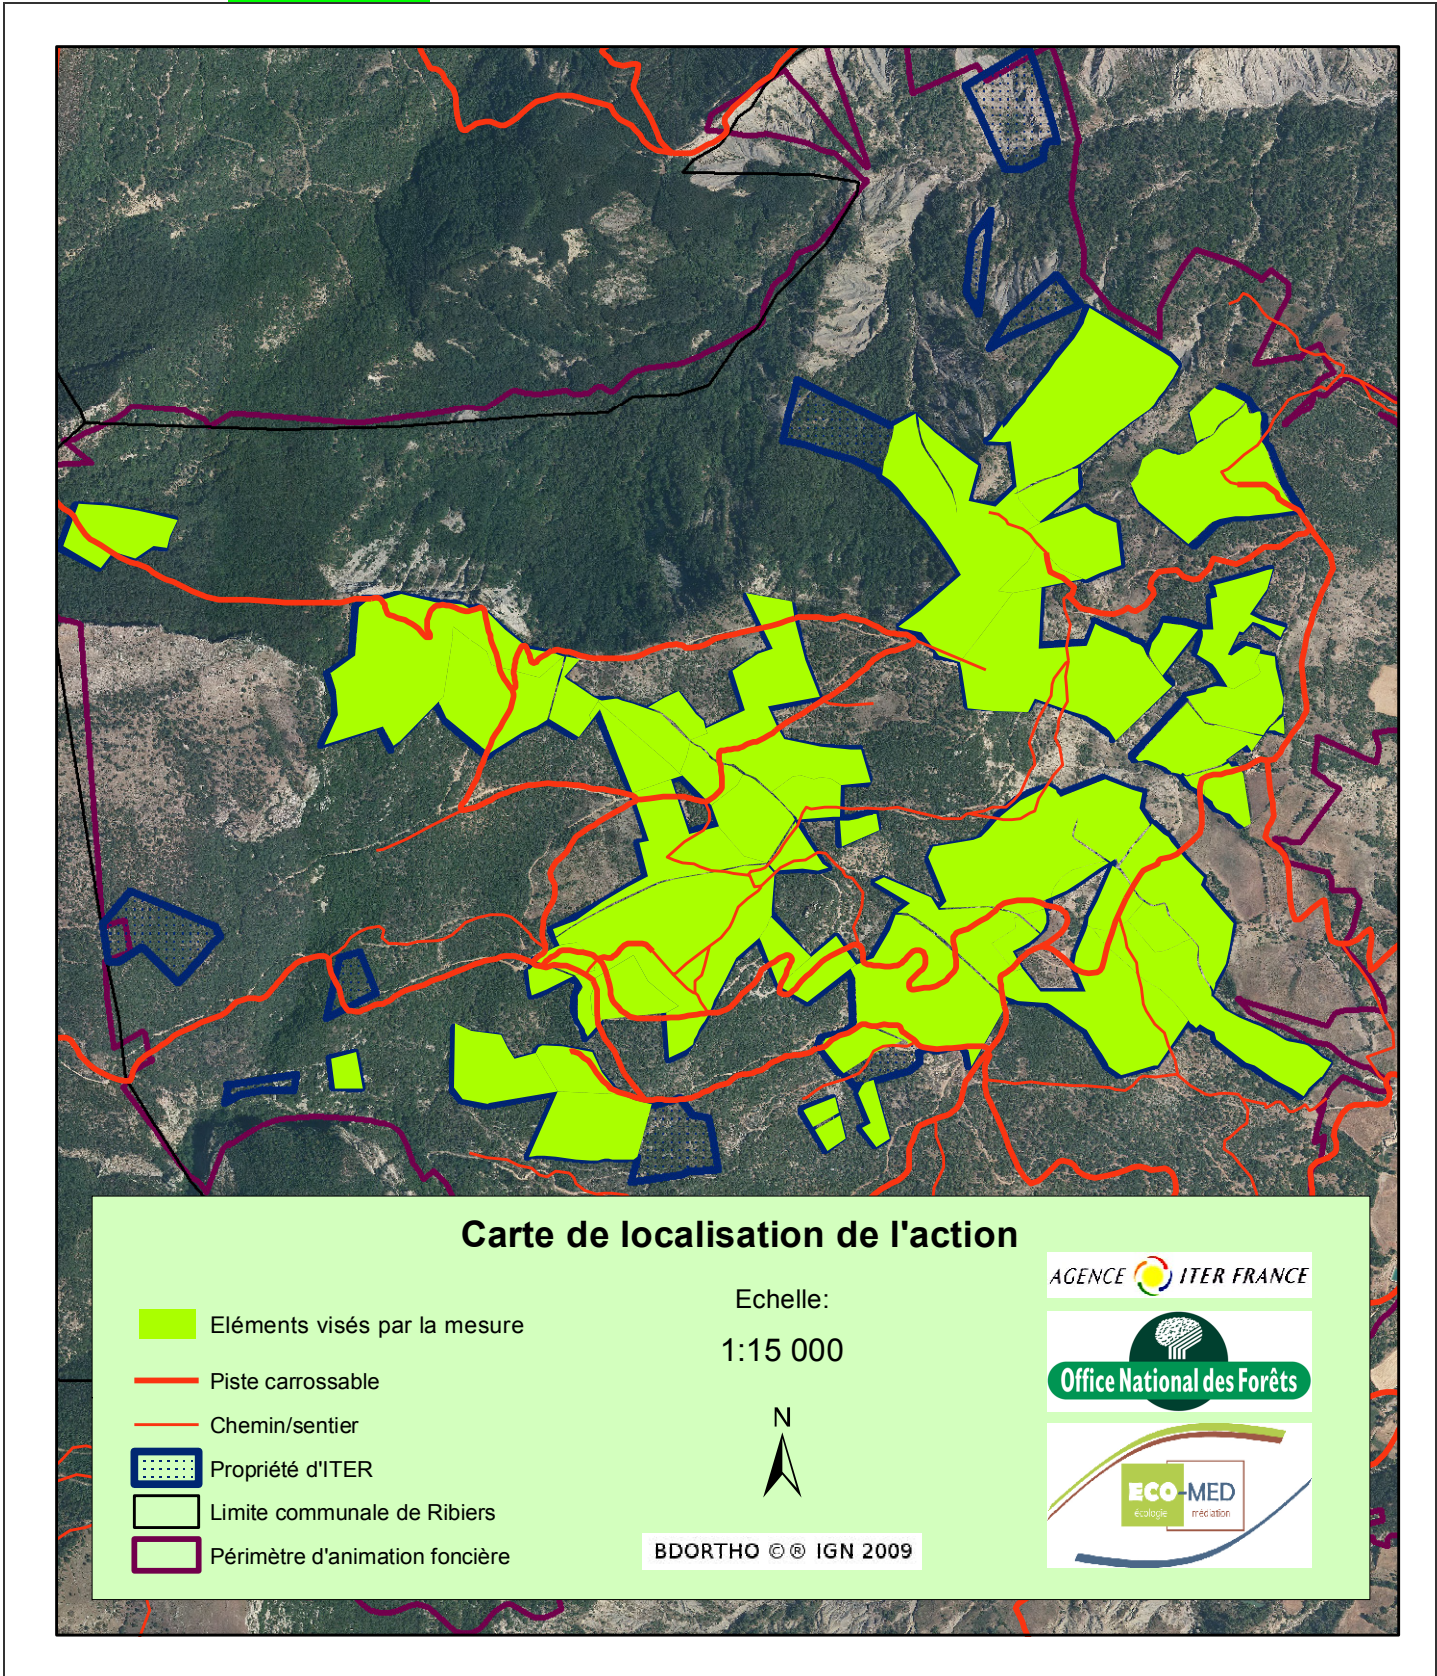 Carte de localisation de l'action
Eléments visés par la mesure
Piste carrossable
Chemin/sentier
Propriété d'ITER
Limite communale de Ribiers
Périmètre d'animation foncière
Echelle:
1:15 000
N
BDORTHO ©® IGN 2009
AGENCE ITER FRANCE
Office National des Forêts
ECO-MED
écologie médiation